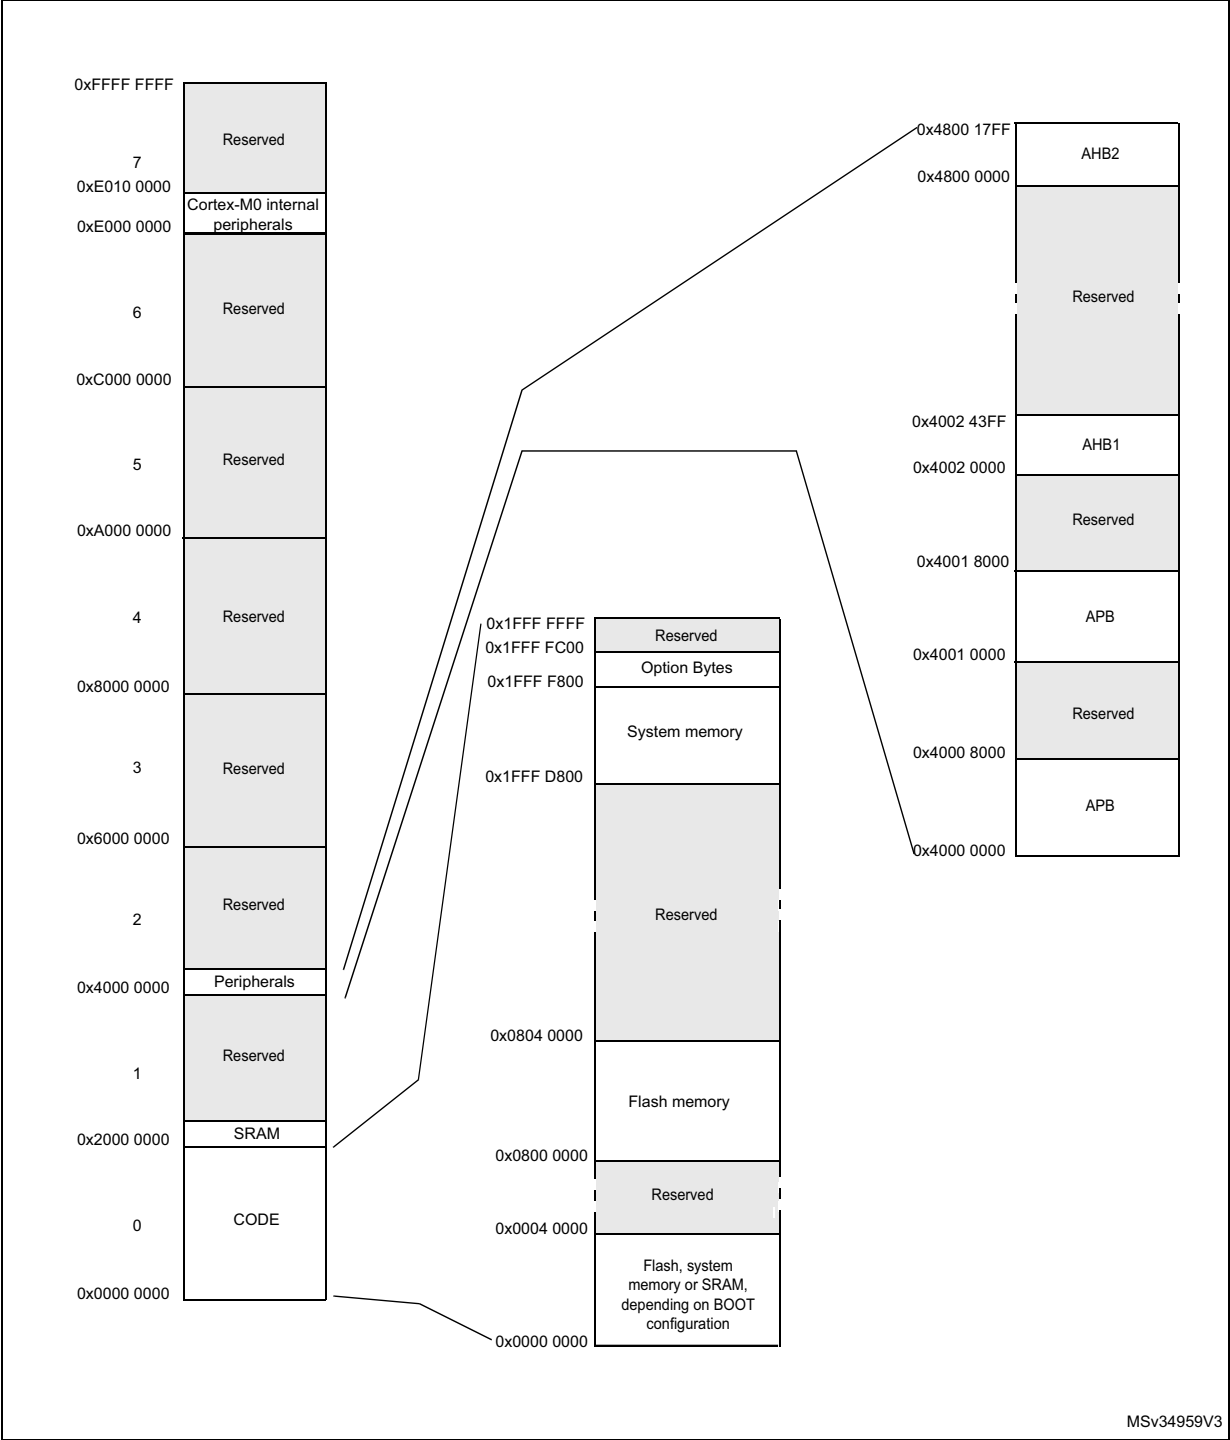 0xFFFF FFFF
Reserved
7
0xE010 0000
Cortex-M0 internal
peripherals
0xE000 0000
Reserved
6
0xC000 0000
Reserved
5
0xA000 0000
Reserved
4
0x8000 0000
Reserved
3
0x6000 0000
Reserved
2
Peripherals
0x4000 0000
Reserved
1
SRAM
0x2000 0000
CODE
0
0x0000 0000
0x1FFF FFFF
Reserved
0x1FFF FC00
Option Bytes
0x1FFF F800
System memory
0x1FFF D800
Reserved
0x0804 0000
Flash memory
0x0800 0000
Reserved
0x0004 0000
Flash, system
memory or SRAM,
depending on BOOT
configuration
0x0000 0000
0x4800 17FF
AHB2
0x4800 0000
Reserved
0x4002 43FF
AHB1
0x4002 0000
Reserved
0x4001 8000
APB
0x4001 0000
Reserved
0x4000 8000
APB
0x4000 0000
MSv34959V3